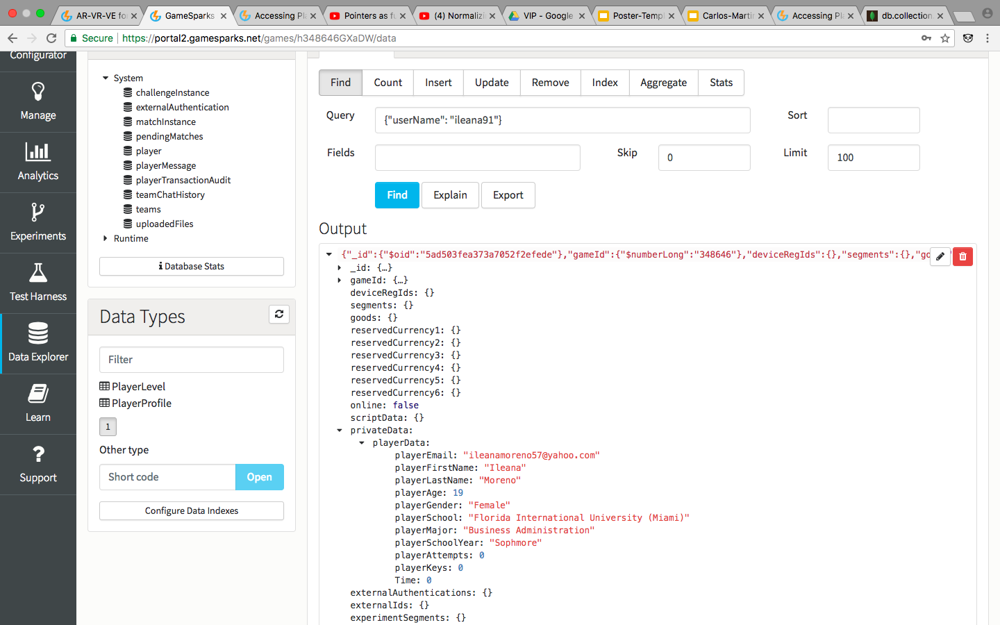 AR-VR-VE for
GameSparks
Accessing Pla
Pointers as fu
(4) Normalizi
VIP - Google
Poster-Templ
Carlos-Martin
Accessing Pla
db.collection.
Secure
https://portal2.gamesparks.net/games/h348646GXaDW/data
Configurator
Manage
Analytics
Experiments
Test Harness
Data Explorer
Learn
Support
System
challengeInstance
externalAuthentication
matchInstance
pendingMatches
player
playerMessage
playerTransactionAudit
teamChatHistory
teams
uploadedFiles
Runtime
Database Stats
Data Types
Filter
PlayerLevel
PlayerProfile
1
Other type
Short code Open
Configure Data Indexes
Find Count Insert Update Remove Index Aggregate Stats
Query {"userName": "ileana91"} Sort
Fields Skip 0 Limit 100
Find Explain Export
Output
{"_id":{"$oid":"5ad503fea373a7052f2efede"},"gameId":{"$numberLong":"348646"},"deviceRegIds":{},"segments":{},"go
_id: {…}
gameId: {…}
deviceRegIds: {}
segments: {}
goods: {}
reservedCurrency1: {}
reservedCurrency2: {}
reservedCurrency3: {}
reservedCurrency4: {}
reservedCurrency5: {}
reservedCurrency6: {}
online: false
scriptData: {}
privateData:
playerData:
playerEmail: "ileanamoreno57@yahoo.com"
playerFirstName: "Ileana"
playerLastName: "Moreno"
playerAge: 19
playerGender: "Female"
playerSchool: "Florida International University (Miami)"
playerMajor: "Business Administration"
playerSchoolYear: "Sophmore"
playerAttempts: 0
playerKeys: 0
Time: 0
externalAuthentications: {}
externalIds: {}
experimentSegments: {}